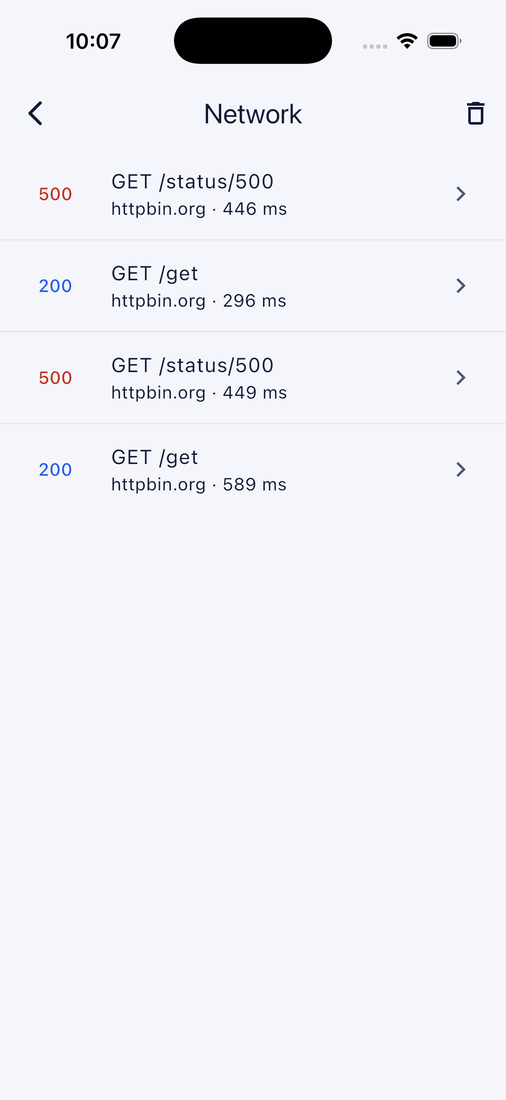 10:07
Network
500
GET /status/500
httpbin.org · 446 ms
200
GET /get
httpbin.org · 296 ms
500
GET /status/500
httpbin.org · 449 ms
200
GET /get
httpbin.org · 589 ms